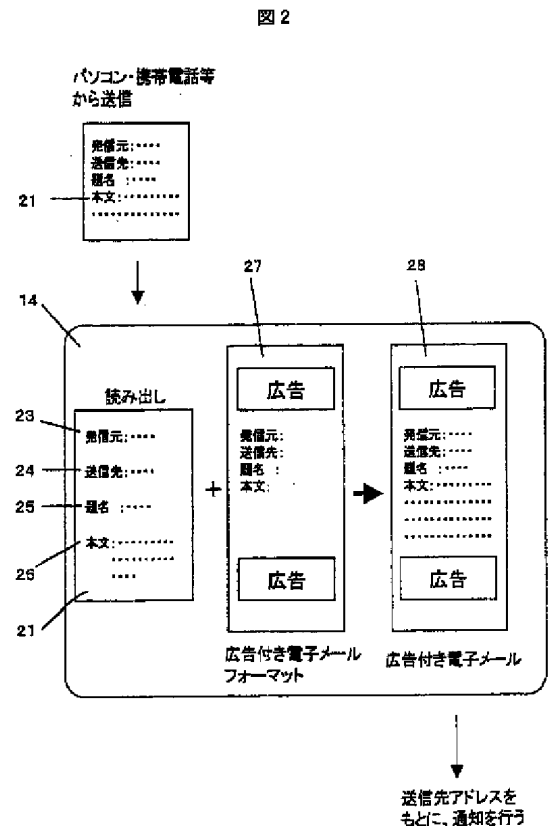 図 2
パソコン・携帯電話等
から送信
発信元:････
送信先:････
題名 :････
21
本文:･････････
･････････････
27
28
14
読み出し
23
発信元:････
24
送信先:････
25
題名 :････
26
本文:･････････
･････････
････
21
+
広告
発信元:
送信先:
題名 :
本文:
広告
広告付き電子メール
フォーマット
広告
発信元:････
送信先:････
題名 :････
本文:････････
････････････
････････････
････････････
広告
広告付き電子メール
送信先アドレスを
もとに、通知を行う